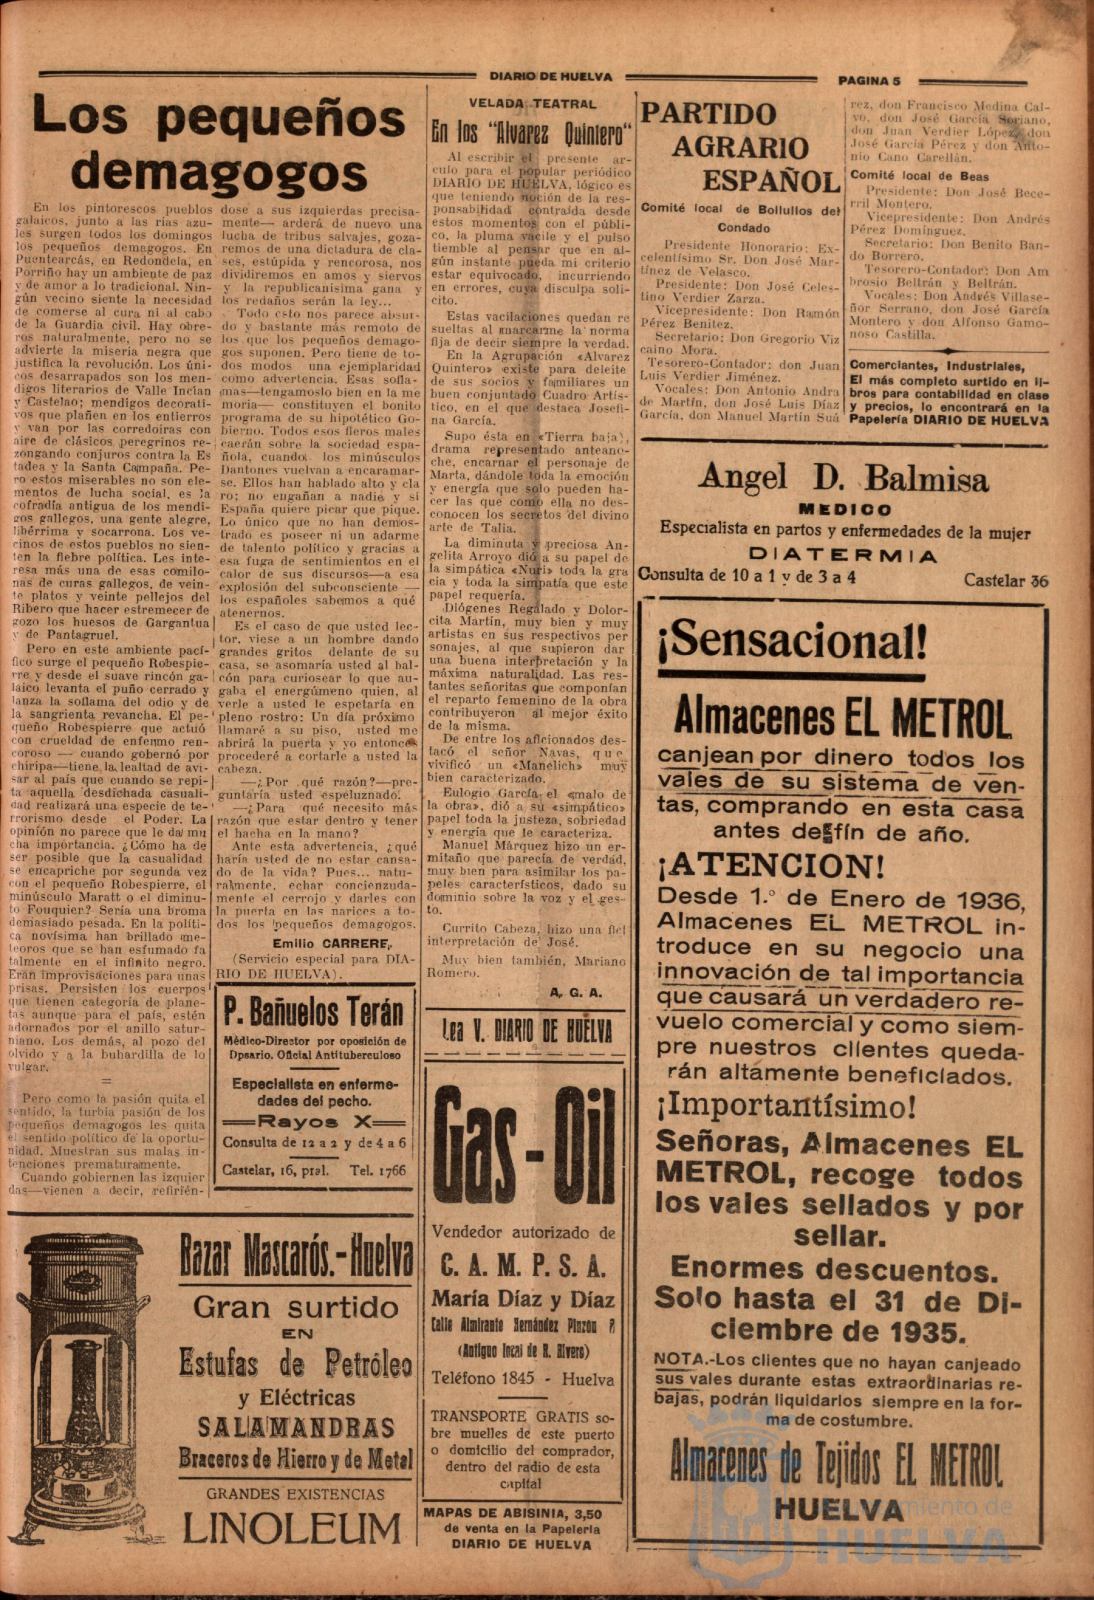 DIARIO DE HUELVA
PAGINA 5
Los pequeños
demagogos
En los pintorescos pueblos
galaicos, junto a las rías azu-
les surgen todos los domingos
los pequeños demagogos. En
Puenteareás, en Redondela, en
Porriño hay un ambiente de paz
y de amor a lo tradicional. Nin-
gún vecino siente la necesidad
de comerse al cura ni al cabo
de la Guardia civil. Hay obre-
ros naturalmente, pero no se
advierte la miseria negra que
justifica la revolución. Los úni-
cos desarrapados son los men-
digos literarios de Valle Inclan
y Castelao; mendigos decorati-
vos que plañen en los entierros
y van por las corredoiras con
aire de clásicos peregrinos re-
zongando conjuros contra la Es
tadea y la Santa Campaña. Pe-
ro estos miserables no son ele-
mentos de lucha social, es la
cofradía antigua de los mendi-
gos gallegos, una gente alegre,
libérrima y socarrona. Los ve-
cinos de estos pueblos no sien-
ten la fiebre política. Les inte-
resa más una de esas comilo-
nas de curas gallegos, de vein-
te platos y veinte pellejos del
Ribero que hacer estremecer de
gozo los huesos de Gargantua
y de Pantagruel.
Pero en este ambiente pací-
fico surge el pequeño Robespie-
rre y desde el suave rincón ga-
laico levanta el puño cerrado y
lanza la soflama del odio y de
la sangrienta revancha. El pe-
queño Robespierre que actuó
con crueldad de enfermo ren-
coroso — cuando gobernó por
chiripa—tiene la lealtad de avi-
sar al país que cuando se repi-
ta aquella desdichada casuali-
dad realizará una especie de te-
rrorismo desde el Poder. La
opinión no parece que le da mu
cha importancia. ¿Cómo ha de
ser posible que la casualidad
se encapriche por segunda vez
con el pequeño Robespierre, el
minúsculo Maratt o el diminu-
to Fouquier? Sería una broma
demasiado pesada. En la políti-
ca novísima han brillado me-
teoros que se han esfumado fa
talmente en el infinito negro.
Eran improvisaciones para unas
prisas. Persisten los cuerpos
que tienen categoría de plane-
tas aunque para el país, estén
adornados por el anillo satur-
niano. Los demás, al pozo del
olvido y a la buhardilla de lo
vulgar.
=
Pero como la pasión quita el
sentido, la turbia pasión de los
pequeños demagogos les quita
el sentido político de la oportu-
nidad. Muestran sus malas in-
tenciones prematuramente.
Cuando gobiernen las izquier
das—vienen a decir, refirién-
dose a sus izquierdas precisa-
mente— arderá de nuevo una
lucha de tribus salvajes, goza-
remos de una dictadura de cla-
ses, estúpida y rencorosa, nos
dividiremos en amos y siervos
y la republicanisima gana y
los redaños serán la ley...
Todo esto nos parece absur-
do y bastante más remoto de
los que los pequeños demago-
gos suponen. Pero tiene de to-
dos modos una ejemplaridad
como advertencia. Esas sofla-
mas—tengamoslo bien en la me
moria— constituyen el bonito
programa de su hipotético Go-
bierno. Todos esos fieros males
caerán sobre la sociedad espa-
ñola, cuando los minúsculos
Dantones vuelvan a encaramar-
se. Ellos han hablado alto y cla
ro; no engañan a nadie y si
España quiere picar que pique.
Lo único que no han demos-
trado es poseer ni un adarme
de talento político y gracias a
esa fuga de sentimientos en el
calor de sus discursos—a esa
explosión del subconsciente —
los españoles sabemos a qué
atenernos.
Es el caso de que usted lec-
tor, viese a un hombre dando
grandes gritos delante de su
casa, se asomaría usted al bal-
cón para curiosear lo que au-
gaba el energúmeno quien, al
verle a usted le espetaría en
pleno rostro: Un día próximo
llamaré a su piso, usted me
abrirá la puerta y yo entonces
procederé a cortarle a usted la
cabeza.
—¿Por qué razón?—pre-
guntaría usted espeluznado.
—¿Para qué necesito más
razón que estar dentro y tener
el hacha en la mano?
Ante esta advertencia, ¿qué
haría usted de no estar cansa-
do de la vida? Pues... natu-
ralmente, echar concienzuda-
mente el cerrojo y darles con
la puerta en las narices a to-
dos los pequeños demagogos.
Emilio CARRERE.
(Servicio especial para DIA-
RIO DE HUELVA).
P. Bañuelos Terán
Médico-Director por oposición de
Dpsario. Oficial Antituberculoso
Especialista en enferme-
dades del pecho.
Rayos X
Consulta de 12 a 2 y de 4 a 6
Castelar, 16, pral. Tel. 1766
Bazar Mascarós.-Huelva
Gran surtido
EN
Estufas de Petróleo
y Eléctricas
SALAMANDRAS
Braceros de Hierro y de Metal
GRANDES EXISTENCIAS
LINOLEUM
VELADA TEATRAL
En los "Alvarez Quintero"
Al escribir el presente ar-
culo para el popular periódico
DIARIO DE HUELVA, lógico es
que teniendo noción de la res-
ponsabilidad contraída desde
estos momentos con el públi-
co, la pluma vacile y el pulso
tiemble al pensar que en al-
gún instante pueda mi criterio
estar equivocado, incurriendo
en errores, cuya disculpa soli-
cito.
Estas vacilaciones quedan re
sueltas al marcarme la norma
fija de decir siempre la verdad.
En la Agrupación «Alvarez
Quintero» existe para deleite
de sus socios y familiares un
buen conjuntado Cuadro Artís-
tico, en el que destaca Josefi-
na García.
Supo ésta en «Tierra baja),
drama representado anteano-
che, encarnar el personaje de
Marta, dándole toda la emoción
y energía que solo pueden ha-
cer las que como ella no des-
conocen los secretos del divino
arte de Talia.
La diminuta y preciosa An-
gelita Arroyo dió a su papel de
la simpática «Nuri» toda la gra
cia y toda la simpatía que este
papel requería.
Diógenes Regalado y Dolor-
cita Martín, muy bien y muy
artistas en sus respectivos per
sonajes, al que supieron dar
una buena interpretación y la
máxima naturalidad. Las res-
tantes señoritas que componían
el reparto femenino de la obra
contribuyeron al mejor éxito
de la misma.
De entre los aficionados des-
tacó el señor Navas, que
vivificó un «Manelich» muy
bien caracterizado.
Eulogio García el «malo de
la obra», dió a su «simpático»
papel toda la justeza, sobriedad
y energía que le caracteriza.
Manuel Márquez hizo un er-
mitaño que parecía de verdad,
muy bien para asimilar los pa-
peles característicos, dado su
dominio sobre la voz y el ges-
to.
Currito Cabeza, hizo una fiel
interpretación de José.
Muy bien también, Mariano
Romero.
A. G. A.
Lea V. DIARIO DE HUELVA
Gas-Oil
Vendedor autorizado de
C. A. M. P. S. A.
María Díaz y Díaz
Calle Almirante Hernández Pinzón
(Antiguo local de R. Rivero)
Teléfono 1845 - Huelva
TRANSPORTE GRATIS so-
bre muelles de este puerto
o domicilio del comprador,
dentro del radio de esta
capital
MAPAS DE ABISINIA, 3,50
de venta en la Papelería
DIARIO DE HUELVA
PARTIDO
AGRARIO
ESPAÑOL
Comité local de Bollullos del
Condado
Presidente Honorario: Ex-
celentísimo Sr. Don José Mar-
tínez de Velasco.
Presidente: Don José Celes-
tino Verdier Zarza.
Vicepresidente: Don Ramón
Pérez Benitez.
Secretario: Don Gregorio Viz
caino Mora.
Tesorero-Contador: don Juan
Luis Verdier Jiménez.
Vocales: Don Antonio Andra
de Martín, don José Luis Díaz
García, don Manuel Martín Suá
rez, don Francisco Medina Cal-
vo, don José García Soriano,
don Juan Verdier López, don
José García Pérez y don Anto-
nio Cano Carellán.
Comité local de Beas
Presidente: Don José Bece-
rril Montero.
Vicepresidente: Don Andrés
Pérez Domínguez.
Secretario: Don Benito Ban-
do Borrero.
Tesorero-Contador: Don Am
brosio Beltrán y Beltrán.
Vocales: Don Andrés Villase-
ñor Serrano, don José García
Montero y don Alfonso Gamo-
noso Castilla.
Comerciantes, Industriales,
El más completo surtido en li-
bros para contabilidad en clase
y precios, lo encontrará en la
Papelería DIARIO DE HUELVA
Angel D. Balmisa
MEDICO
Especialista en partos y enfermedades de la mujer
DIATERMIA
Consulta de 10 a 1 y de 3 a 4 Castelar 36
¡Sensacional!
Almacenes EL METROL
canjean por dinero todos los
vales de su sistema de ven-
tas, comprando en esta casa
antes de fín de año.
¡ATENCION!
Desde 1.º de Enero de 1936,
Almacenes EL METROL in-
troduce en su negocio una
innovación de tal importancia
que causará un verdadero re-
vuelo comercial y como siem-
pre nuestros clientes queda-
rán altamente beneficiados.
¡Importantísimo!
Señoras, Almacenes EL
METROL, recoge todos
los vales sellados y por
sellar.
Enormes descuentos.
Solo hasta el 31 de Di-
ciembre de 1935.
NOTA.-Los clientes que no hayan canjeado
sus vales durante estas extraordinarias re-
bajas, podrán liquidarlos siempre en la for-
ma de costumbre.
Almacenes de Tejidos EL METROL
HUELVA
Ayuntamiento de
HUELVA